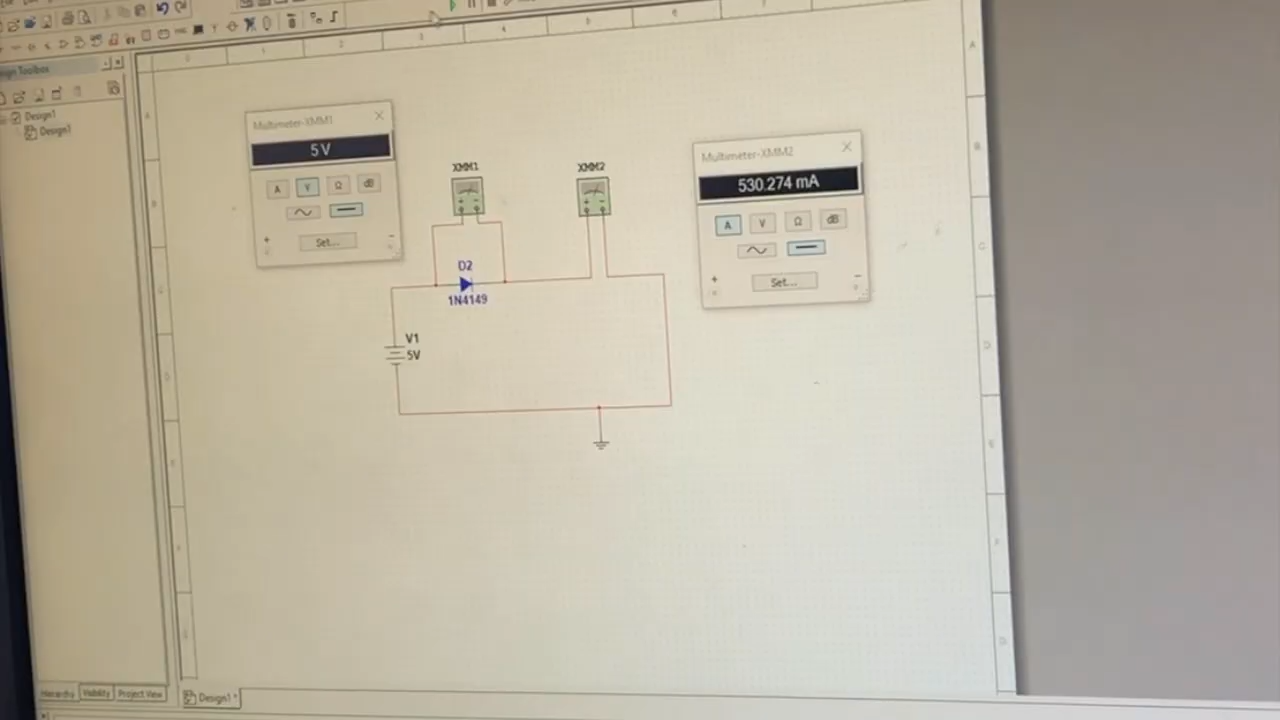 Design1
Design1
Multimeter-XMM1
5 V
A V Ω dB
Set...
+ -
XMM1
XMM2
Multimeter-XMM2
530.274 mA
A V Ω dB
Set...
+ -
D2
1N4149
V1
5V
Hierarchy Visibility Project View
Design1 *